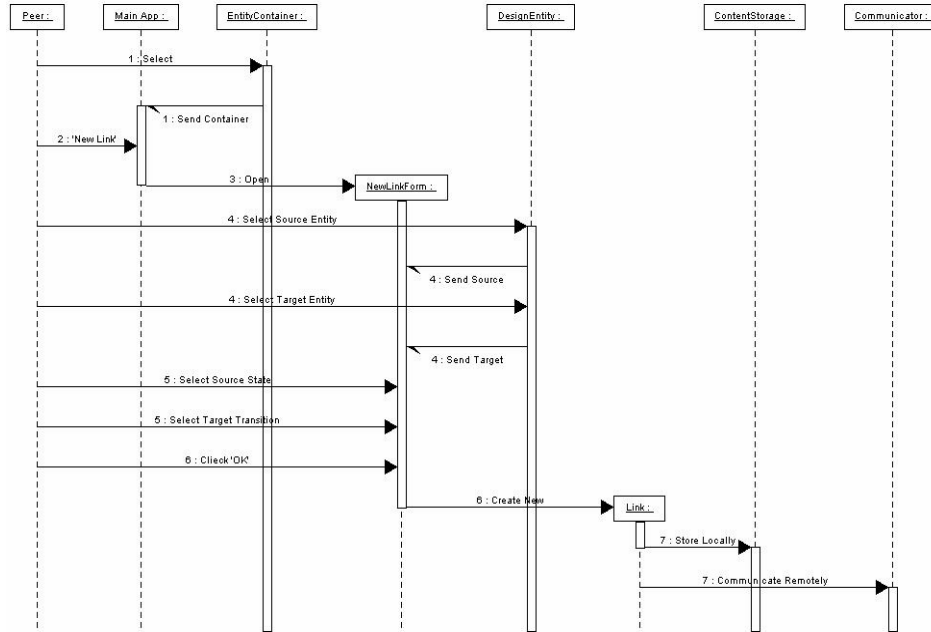 Peer :
Main App :
EntityContainer :
DesignEntity :
ContentStorage :
Communicator :
1 : Select
1 : Send Container
2 : 'New Link'
3 : Open
NewLinkForm :
4 : Select Source Entity
4 : Send Source
4 : Select Target Entity
4 : Send Target
5 : Select Source State
5 : Select Target Transition
6 : Clieck 'OK'
6 : Create New
Link :
7 : Store Locally
7 : Communicate Remotely